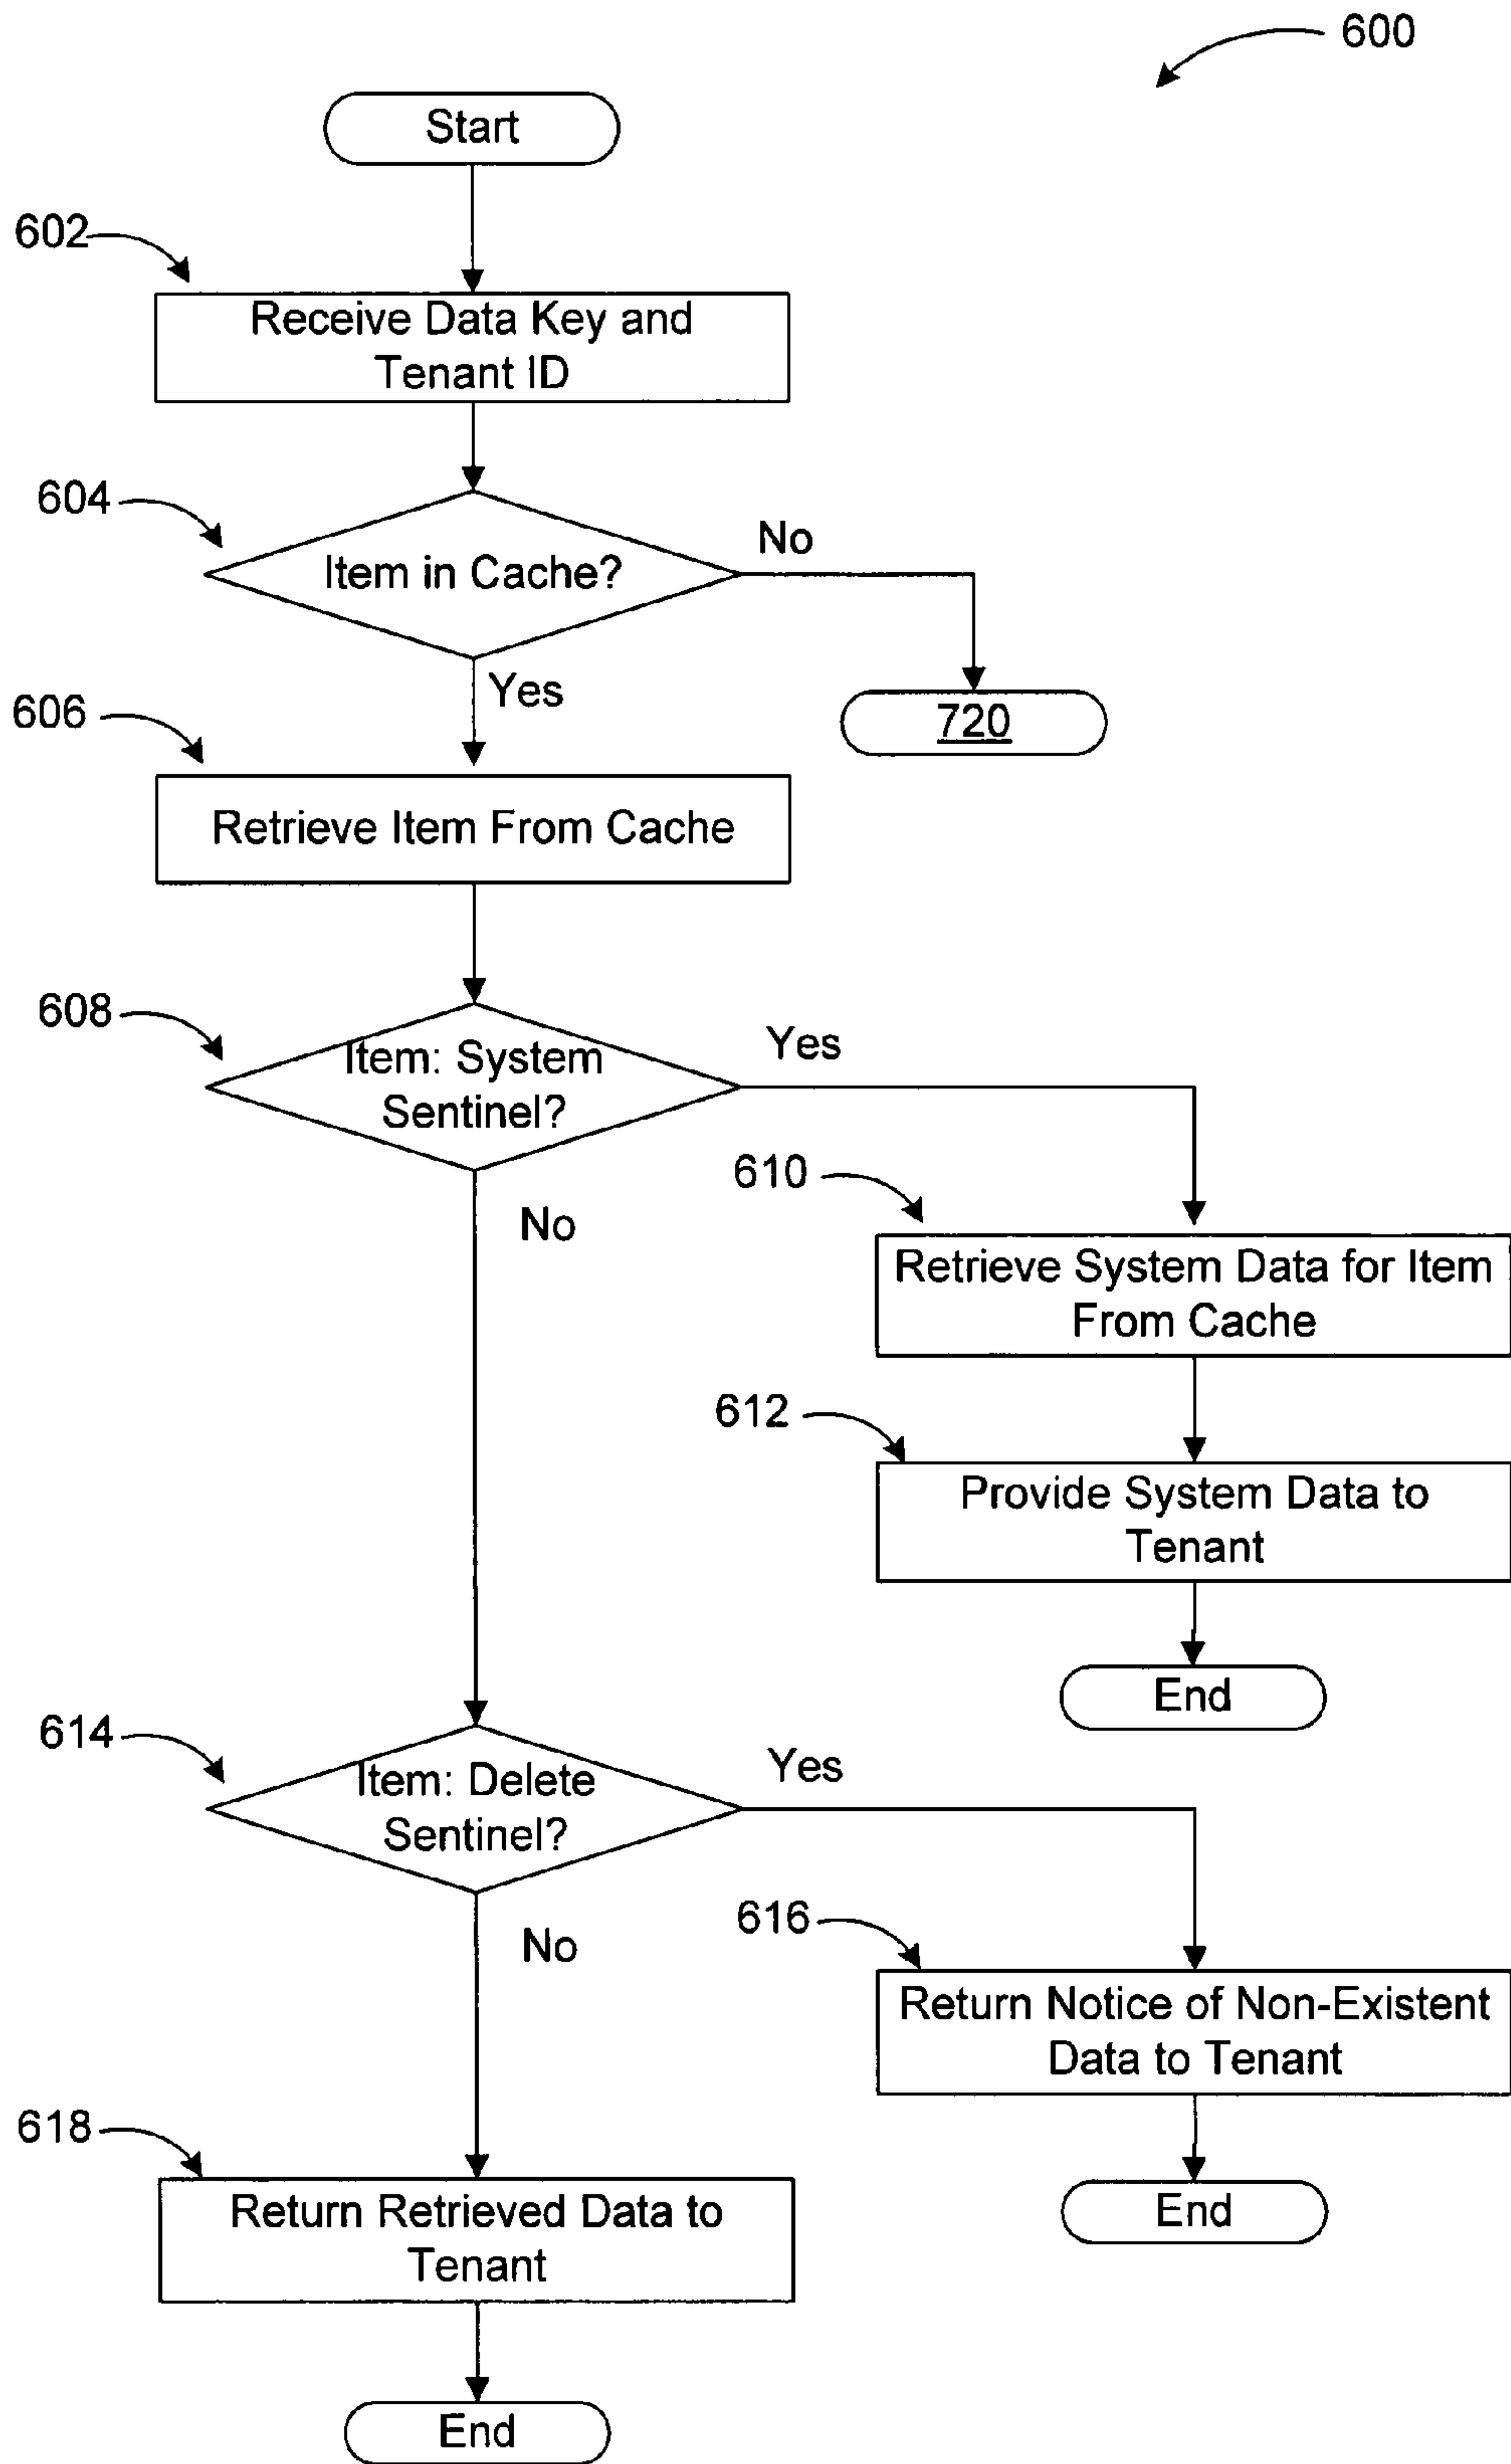 600
Start
602
Receive Data Key and
Tenant ID
604
Item in Cache?
No
Yes
720
606
Retrieve Item From Cache
608
Item: System
Sentinel?
Yes
No
610
Retrieve System Data for Item
From Cache
612
Provide System Data to
Tenant
End
614
Item: Delete
Sentinel?
Yes
No
616
Return Notice of Non-Existent
Data to Tenant
End
618
Return Retrieved Data to
Tenant
End